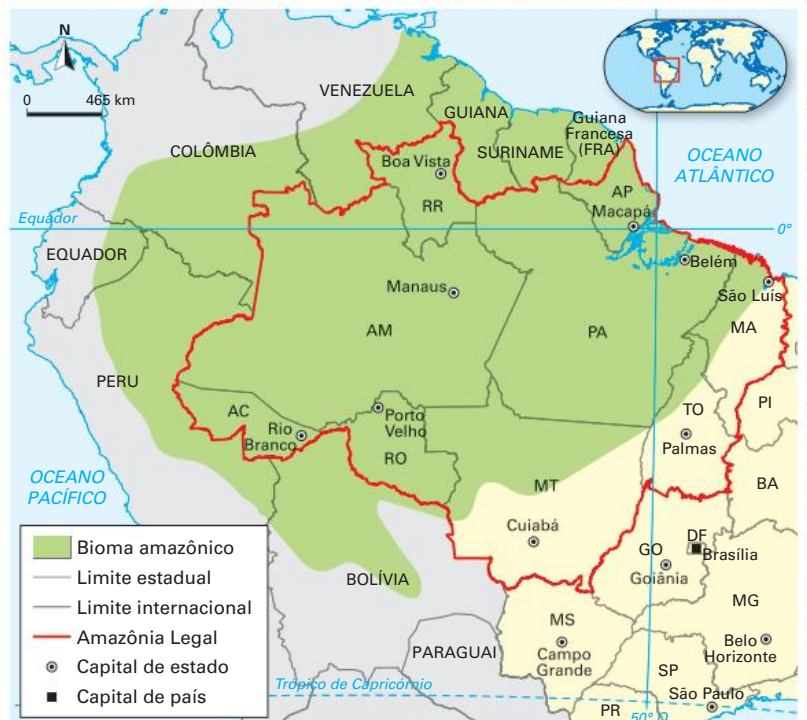 N
0 465 km
VENEZUELA
GUIANA
Guiana
Francesa
(FRA)
SURINAME
COLÔMBIA
Boa Vista
RR
OCEANO
ATLÂNTICO
AP
Macapá
Equador
0°
EQUADOR
Belém
São Luís
Manaus
AM
PA
MA
PERU
AC
Rio
Branco
Porto
Velho
RO
TO
Palmas
PI
OCEANO
PACÍFICO
MT
BA
Cuiabá
DF
Brasília
GO
Goiânia
BOLÍVIA
MG
MS
Campo
Grande
Belo
Horizonte
PARAGUAI
SP
São Paulo
PR
Trópico de Capricórnio
50° O
Bioma amazônico
Limite estadual
Limite internacional
Amazônia Legal
Capital de estado
Capital de país